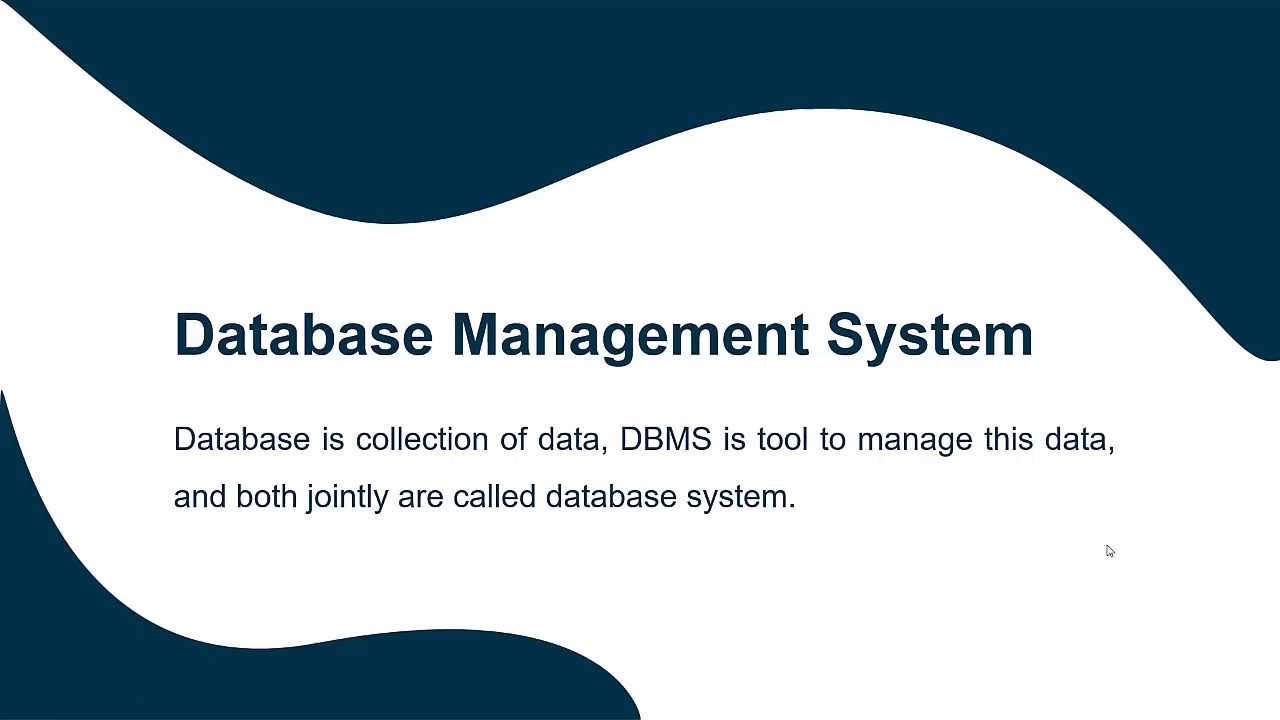 Database Management System
Database is collection of data, DBMS is tool to manage this data,
and both jointly are called database system.